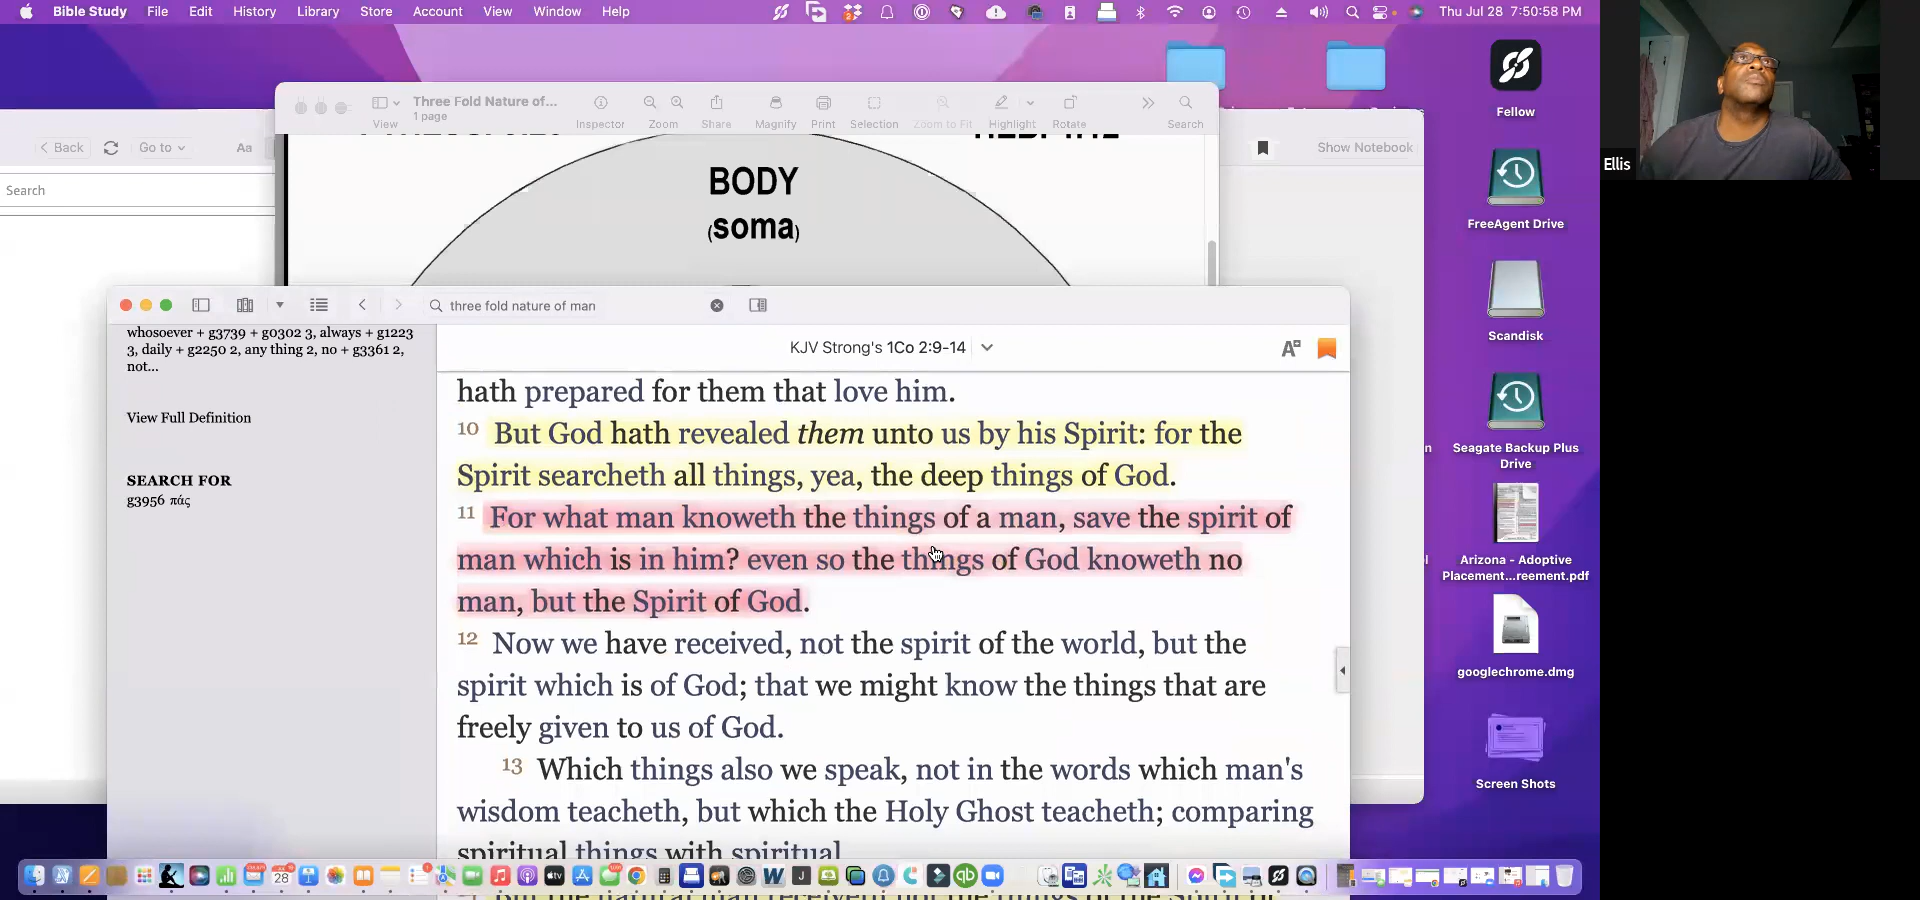 Bible Study File Edit History Library Store Account View Window Help
Thu Jul 28 7:50:58 PM
Fellow
FreeAgent Drive
Scandisk
Seagate Backup Plus
Drive
Arizona - Adoptive
Placement...reement.pdf
googlechrome.dmg
Screen Shots
Ellis
Three Fold Nature of...
1 page
View Inspector Zoom Share Magnify Print Selection Zoom to Fit Highlight Rotate Search
Back Go to Aa
Search
Show Notebook
BODY
(soma)
three fold nature of man
whosoever + g3739 + g0302 3, always + g1223
3, daily + g2250 2, any thing 2, no + g3361 2,
not...
View Full Definition
SEARCH FOR
g3956 πάς
KJV Strong's 1Co 2:9-14
hath prepared for them that love him.
10 But God hath revealed them unto us by his Spirit: for the
Spirit searcheth all things, yea, the deep things of God.
11 For what man knoweth the things of a man, save the spirit of
man which is in him? even so the things of God knoweth no
man, but the Spirit of God.
12 Now we have received, not the spirit of the world, but the
spirit which is of God; that we might know the things that are
freely given to us of God.
13 Which things also we speak, not in the words which man's
wisdom teacheth, but which the Holy Ghost teacheth; comparing
spiritual things with spiritual